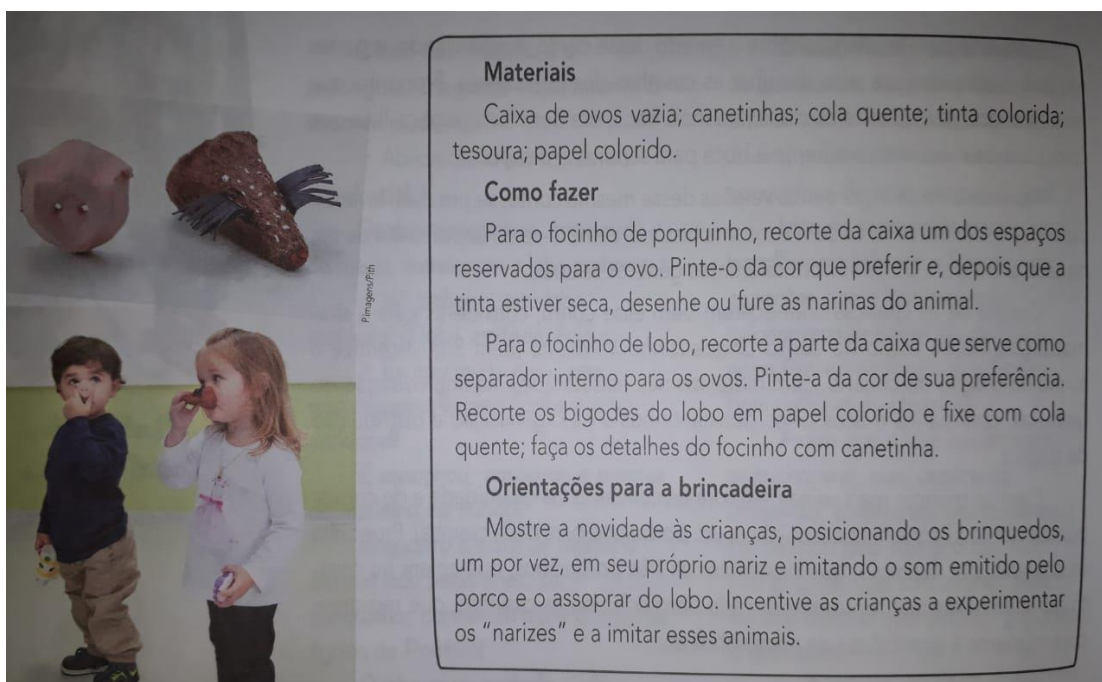 Materiais
Caixa de ovos vazia; canetinhas; cola quente; tinta colorida;
tesoura; papel colorido.
Como fazer
Para o focinho de porquinho, recorte da caixa um dos espaços
reservados para o ovo. Pinte-o da cor que preferir e, depois que a
tinta estiver seca, desenhe ou fure as narinas do animal.
Para o focinho de lobo, recorte a parte da caixa que serve como
separador interno para os ovos. Pinte-a da cor de sua preferência.
Recorte os bigodes do lobo em papel colorido e fixe com cola
quente; faça os detalhes do focinho com canetinha.
Orientações para a brincadeira
Mostre a novidade às crianças, posicionando os brinquedos,
um por vez, em seu próprio nariz e imitando o som emitido pelo
porco e o assoprar do lobo. Incentive as crianças a experimentar
os “narizes” e a imitar esses animais.
P.Imagens/Pith